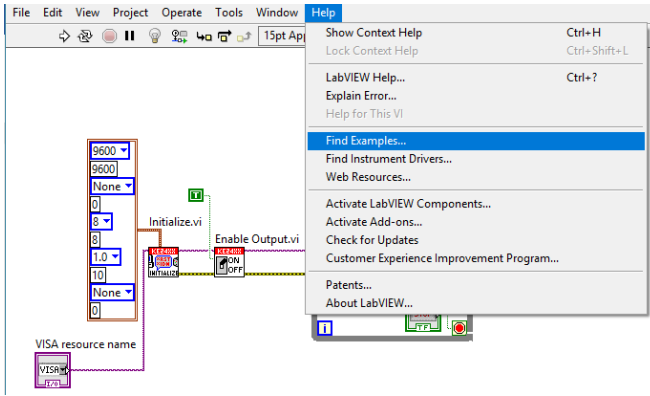 File Edit View Project Operate Tools Window Help
15pt App
Show Context Help Ctrl+H
Lock Context Help Ctrl+Shift+L
LabVIEW Help... Ctrl+?
Explain Error...
Help for This VI
Find Examples...
Find Instrument Drivers...
Web Resources...
Activate LabVIEW Components...
Activate Add-ons...
Check for Updates
Customer Experience Improvement Program...
Patents...
About LabVIEW...
9600
9600
None
0
8
8
1.0
10
None
0
T
Initialize.vi
INITIALIZE
Enable Output.vi
ON
OFF
i
TF
VISA resource name
VISA
I/O